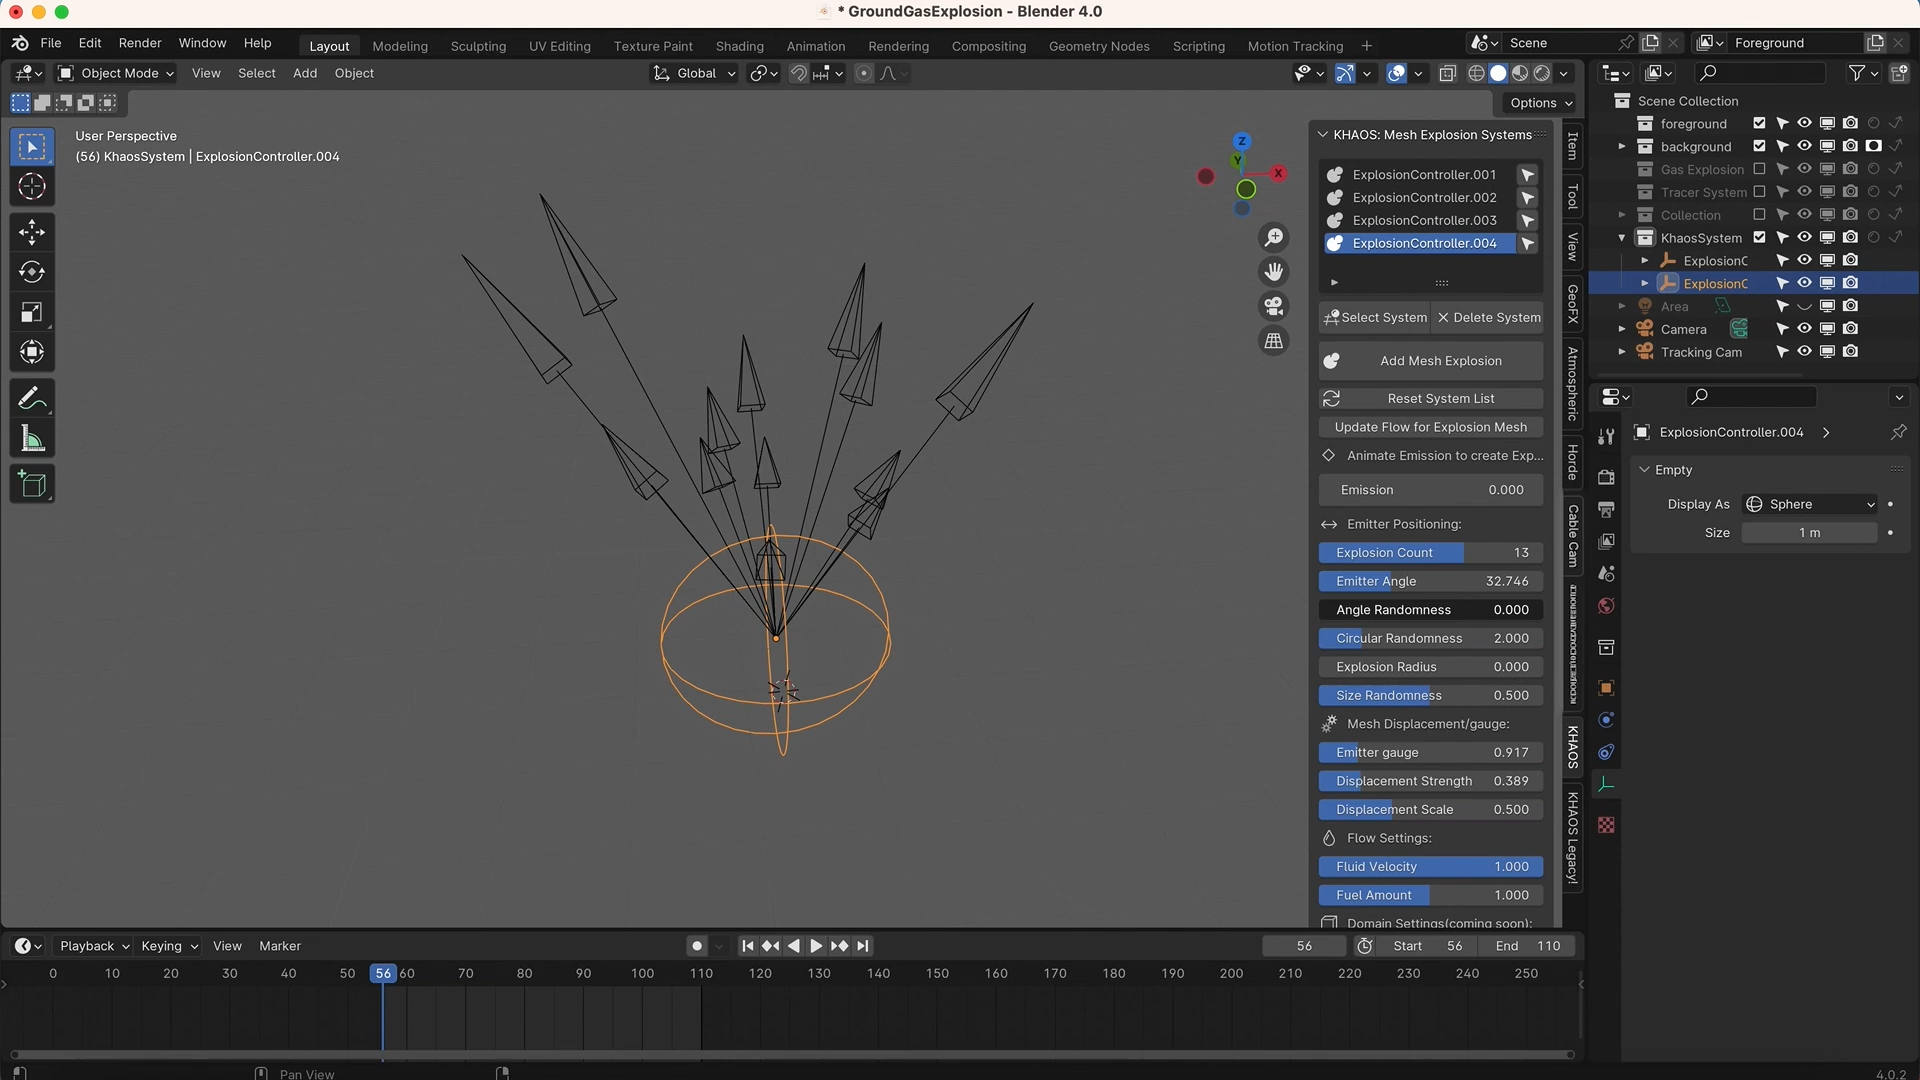 * GroundGasExplosion - Blender 4.0
File Edit Render Window Help Layout Modeling Sculpting UV Editing Texture Paint Shading Animation Rendering Compositing Geometry Nodes Scripting Motion Tracking + Scene Foreground
Object Mode View Select Add Object Global
Options
User Perspective
(56) KhaosSystem | ExplosionController.004
Z
Y
X
KHAOS: Mesh Explosion Systems
ExplosionController.001
ExplosionController.002
ExplosionController.003
ExplosionController.004
Select System Delete System
Add Mesh Explosion
Reset System List
Update Flow for Explosion Mesh
Animate Emission to create Exp...
Emission 0.000
Emitter Positioning:
Explosion Count 13
Emitter Angle 32.746
Angle Randomness 0.000
Circular Randomness 2.000
Explosion Radius 0.000
Size Randomness 0.500
Mesh Displacement/gauge:
Emitter gauge 0.917
Displacement Strength 0.389
Displacement Scale 0.500
Flow Settings:
Fluid Velocity 1.000
Fuel Amount 1.000
Domain Settings(coming soon):
Item
Tool
View
GeoFX
Atmospheric
Horde
Cable Cam
KHAOS
KHAOS Legacy!
Scene Collection
foreground
background
Gas Explosion
Tracer System
Collection
KhaosSystem
ExplosionC
ExplosionC
Area
Camera
Tracking Cam
ExplosionController.004
Empty
Display As Sphere
Size 1 m
Playback Keying View Marker 56 Start 56 End 110
0 10 20 30 40 50 56 60 70 80 90 100 110 120 130 140 150 160 170 180 190 200 210 220 230 240 250
Pan View 4.0.2